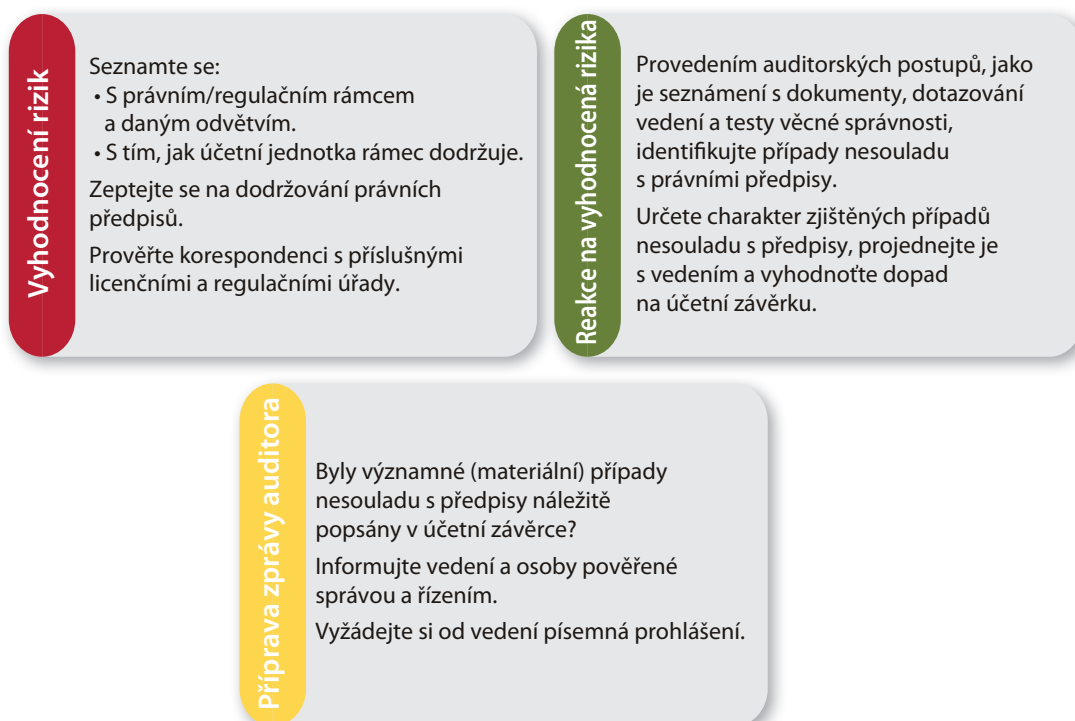 Vyhodnocení rizik
Seznamte se:
• S právním/regulačním rámcem
a daným odvětvím.
• S tím, jak účetní jednotka rámec dodržuje.
Zeptejte se na dodržování právních
předpisů.
Prověřte korespondenci s příslušnými
licenčními a regulačními úřady.
Reakce na vyhodnocená rizika
Provedením auditorských postupů, jako
je seznámení s dokumenty, dotazování
vedení a testy věcné správnosti,
identifikujte případy nesouladu
s právními předpisy.
Určete charakter zjištěných případů
nesouladu s předpisy, projednejte je
s vedením a vyhodnoťte dopad
na účetní závěrku.
Příprava zprávy auditora
Byly významné (materiální) případy
nesouladu s předpisy náležitě
popsány v účetní závěrce?
Informujte vedení a osoby pověřené
správou a řízením.
Vyžádejte si od vedení písemná prohlášení.